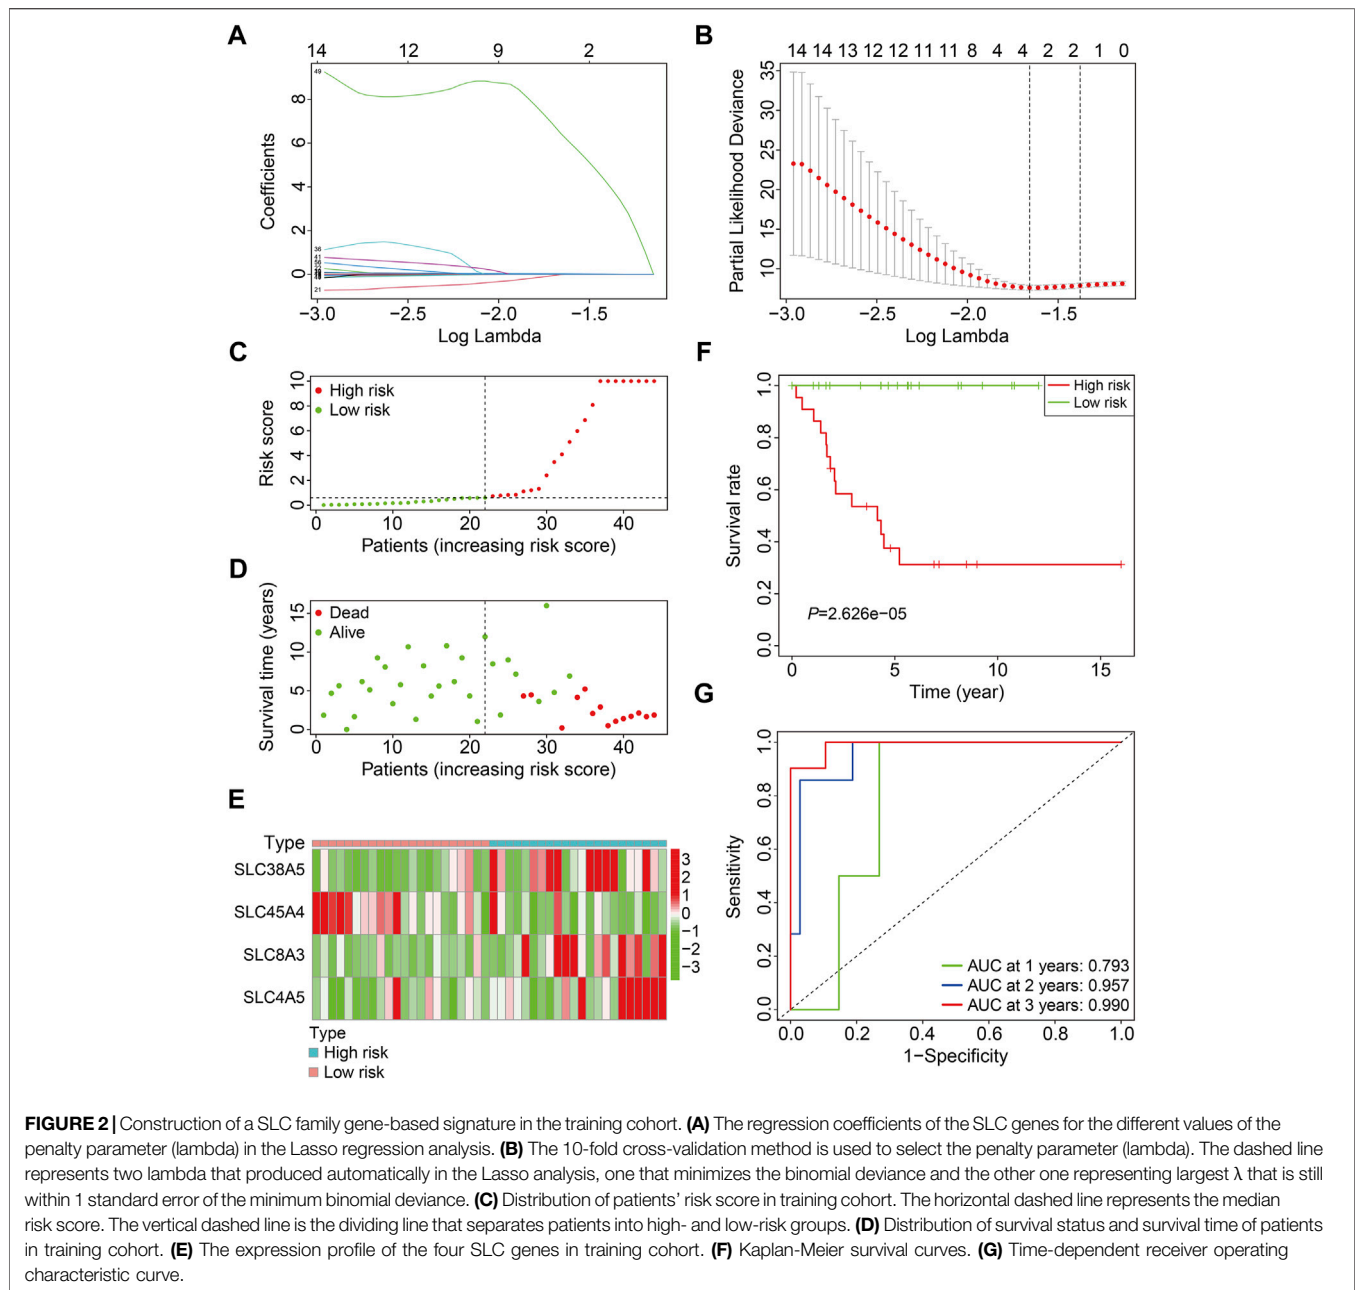 A
14 12 9 2
49
36
41
56
21
Coefficients
0 2 4 6 8
−3.0 −2.5 −2.0 −1.5
Log Lambda
B
14 14 13 12 12 11 11 8 4 4 2 2 1 0
Partial Likelihood Deviance
10 15 20 25 30 35
−3.0 −2.5 −2.0 −1.5
Log Lambda
C
High risk
Low risk
Risk score
0 2 4 6 8 10
0 10 20 30 40
Patients (increasing risk score)
D
Dead
Alive
Survival time (years)
0 5 10 15
0 10 20 30 40
Patients (increasing risk score)
E
Type
SLC38A5
SLC45A4
SLC8A3
SLC4A5
3
2
1
0
−1
−2
−3
Type
High risk
Low risk
F
High risk
Low risk
Survival rate
0.0 0.2 0.4 0.6 0.8 1.0
P=2.626e−05
0 5 10 15
Time (year)
G
Sensitivity
0.0 0.2 0.4 0.6 0.8 1.0
AUC at 1 years: 0.793
AUC at 2 years: 0.957
AUC at 3 years: 0.990
0.0 0.2 0.4 0.6 0.8 1.0
1−Specificity
FIGURE 2 | Construction of a SLC family gene-based signature in the training cohort. (A) The regression coefficients of the SLC genes for the different values of the
penalty parameter (lambda) in the Lasso regression analysis. (B) The 10-fold cross-validation method is used to select the penalty parameter (lambda). The dashed line
represents two lambda that produced automatically in the Lasso analysis, one that minimizes the binomial deviance and the other one representing largest λ that is still
within 1 standard error of the minimum binomial deviance. (C) Distribution of patients' risk score in training cohort. The horizontal dashed line represents the median
risk score. The vertical dashed line is the dividing line that separates patients into high- and low-risk groups. (D) Distribution of survival status and survival time of patients
in training cohort. (E) The expression profile of the four SLC genes in training cohort. (F) Kaplan-Meier survival curves. (G) Time-dependent receiver operating
characteristic curve.